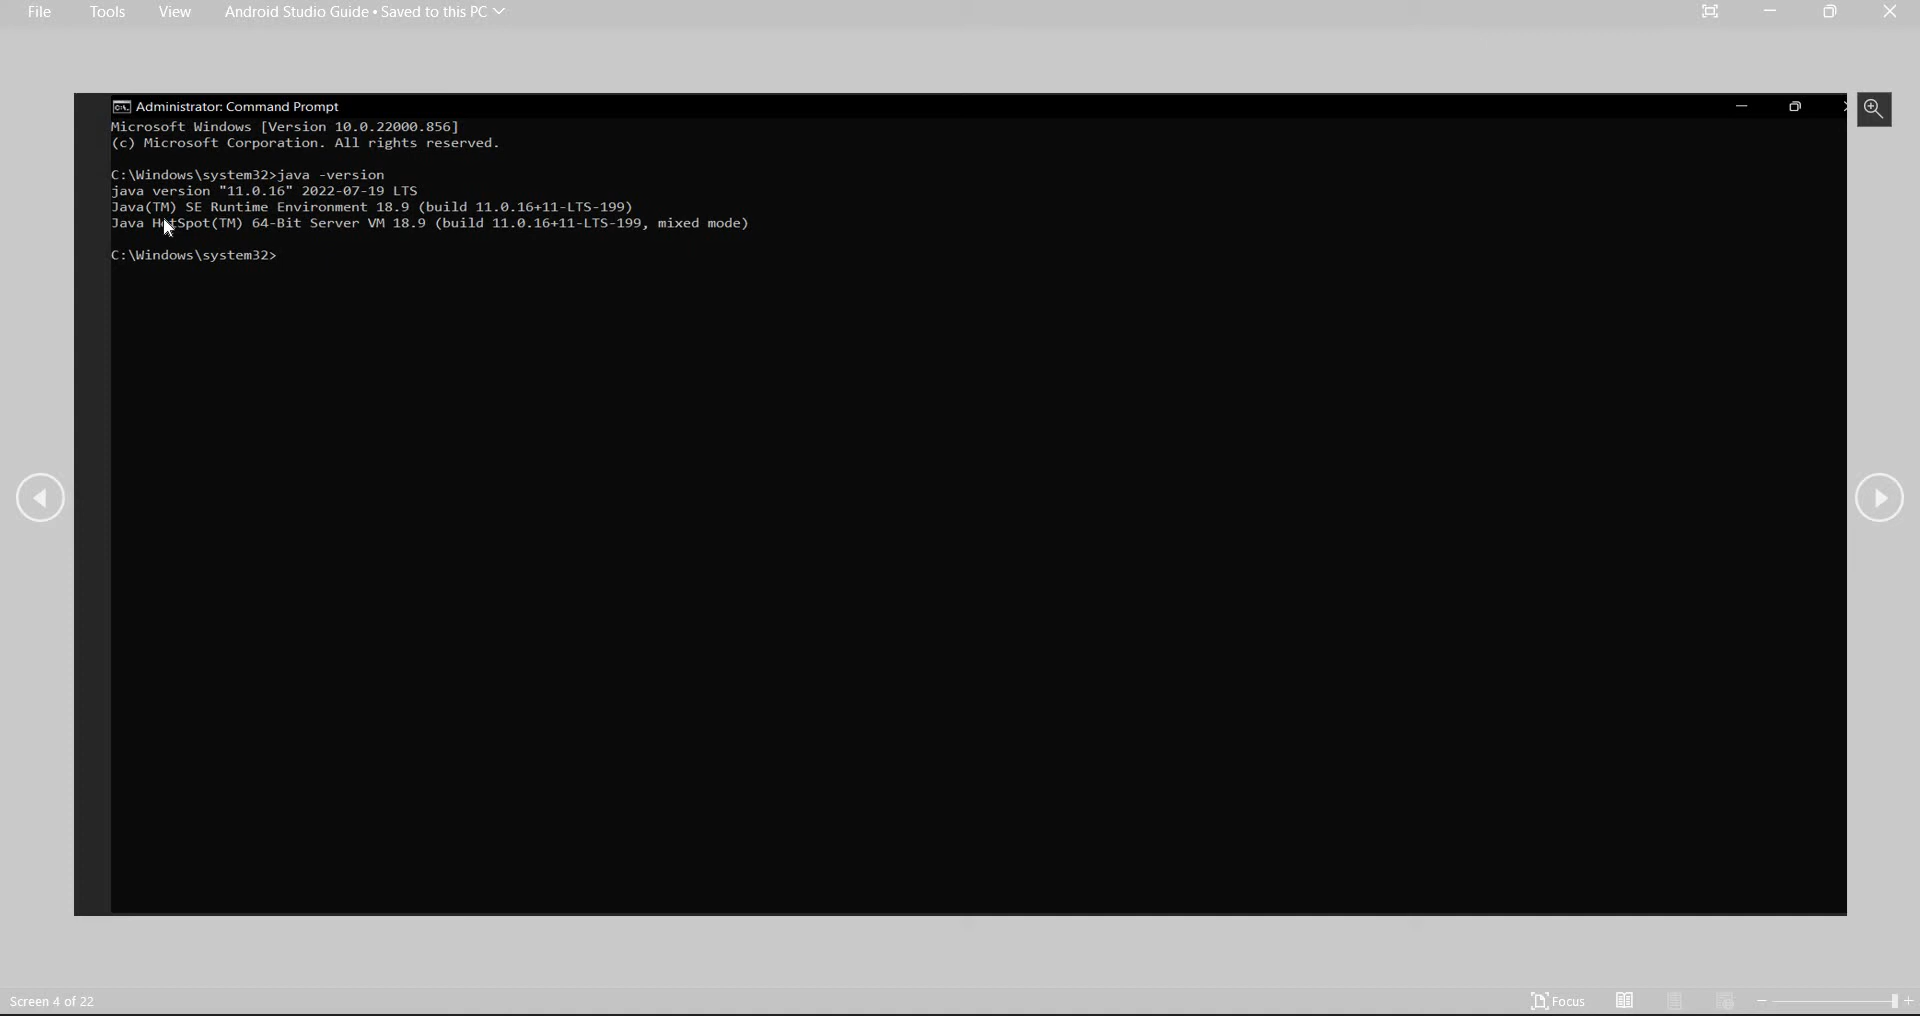 File Tools View Android Studio Guide • Saved to this PC
Administrator: Command Prompt
Microsoft Windows [Version 10.0.22000.856]
(c) Microsoft Corporation. All rights reserved.
C:\Windows\system32>java -version
java version "11.0.16" 2022-07-19 LTS
Java(TM) SE Runtime Environment 18.9 (build 11.0.16+11-LTS-199)
Java HotSpot(TM) 64-Bit Server VM 18.9 (build 11.0.16+11-LTS-199, mixed mode)
C:\Windows\system32>
Screen 4 of 22 Focus